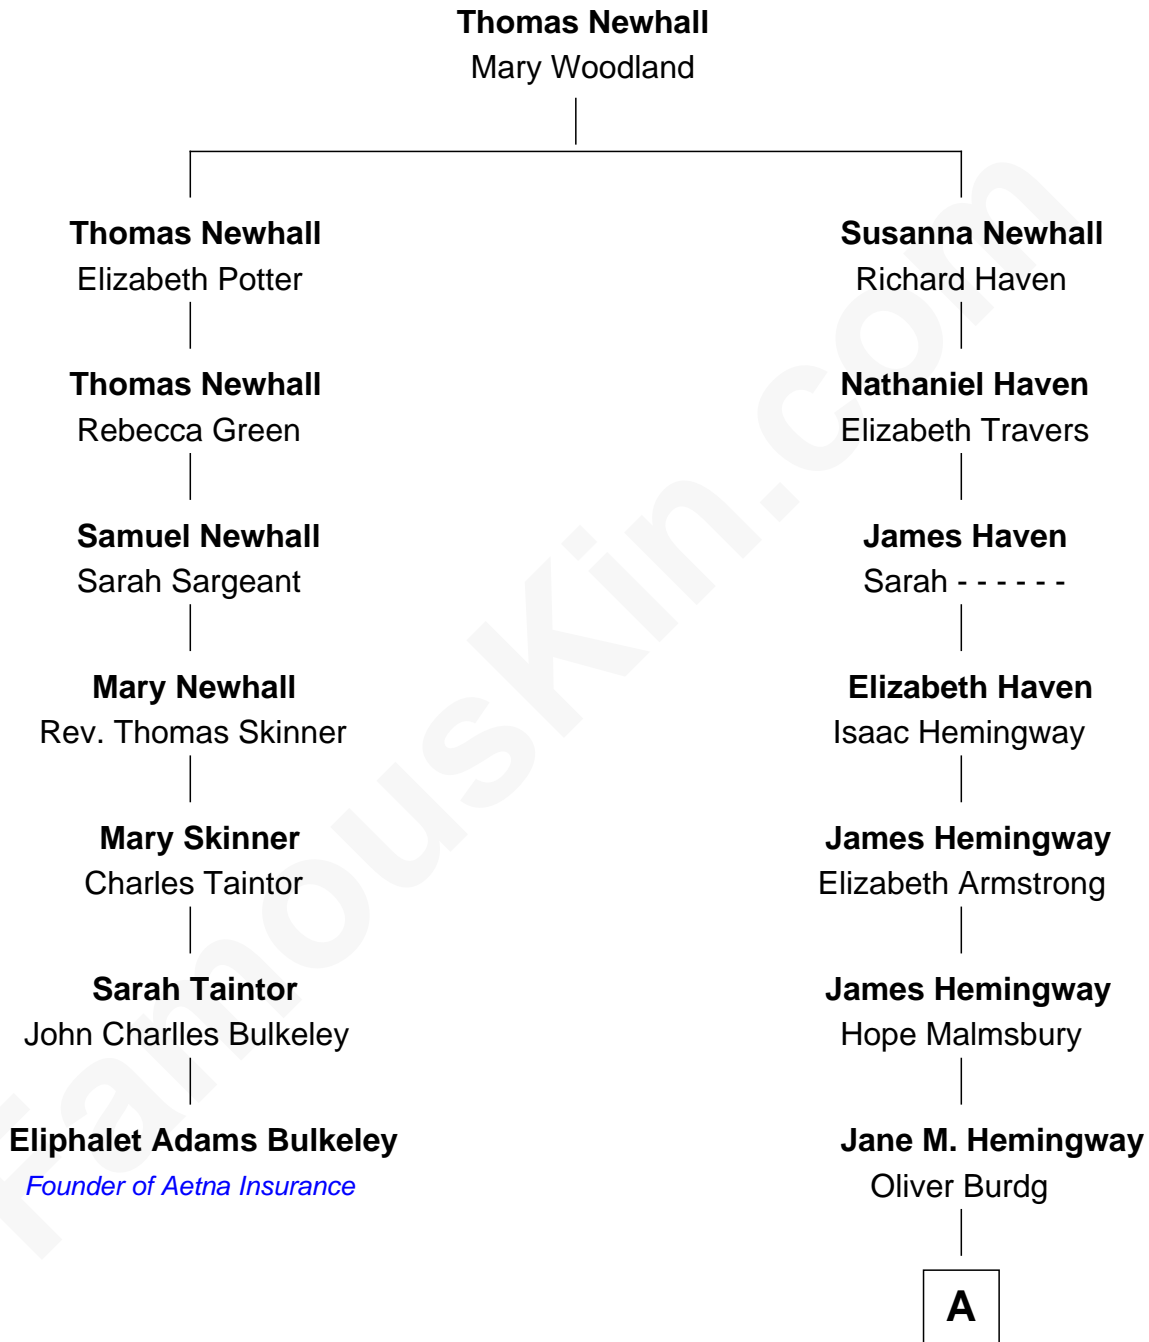 Thomas Newhall
Mary Woodland
Thomas Newhall
Elizabeth Potter
Susanna Newhall
Richard Haven
Thomas Newhall
Rebecca Green
Nathaniel Haven
Elizabeth Travers
Samuel Newhall
Sarah Sargeant
James Haven
Sarah - - - - - -
Mary Newhall
Rev. Thomas Skinner
Elizabeth Haven
Isaac Hemingway
Mary Skinner
Charles Taintor
James Hemingway
Elizabeth Armstrong
Sarah Taintor
John Charlles Bulkeley
James Hemingway
Hope Malmsbury
Eliphalet Adams Bulkeley
Founder of Aetna Insurance
Jane M. Hemingway
Oliver Burdg
A
FamousKin.com